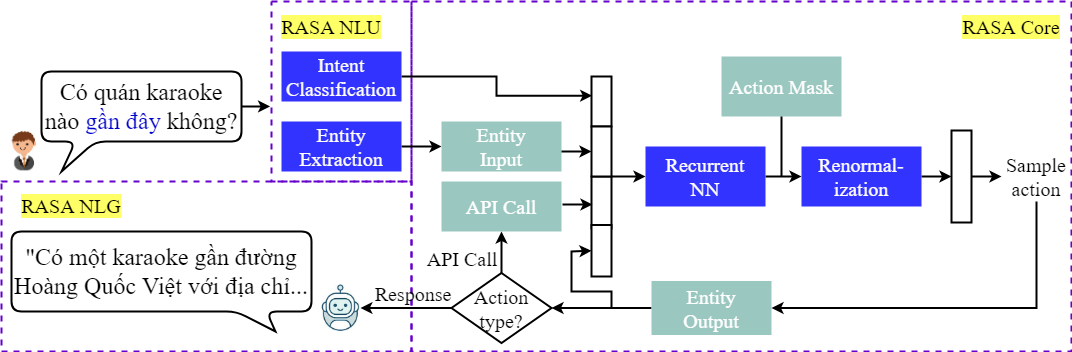 RASA NLU
RASA Core
Intent
Classification
Action Mask
Có quán karaoke
nào gần đây không?
Entity
Extraction
Entity
Input
Recurrent
NN
Renormal-
ization
Sample
action
RASA NLG
API Call
"Có một karaoke gần đường
Hoàng Quốc Việt với địa chỉ...
API Call
Response
Action
type?
Entity
Output